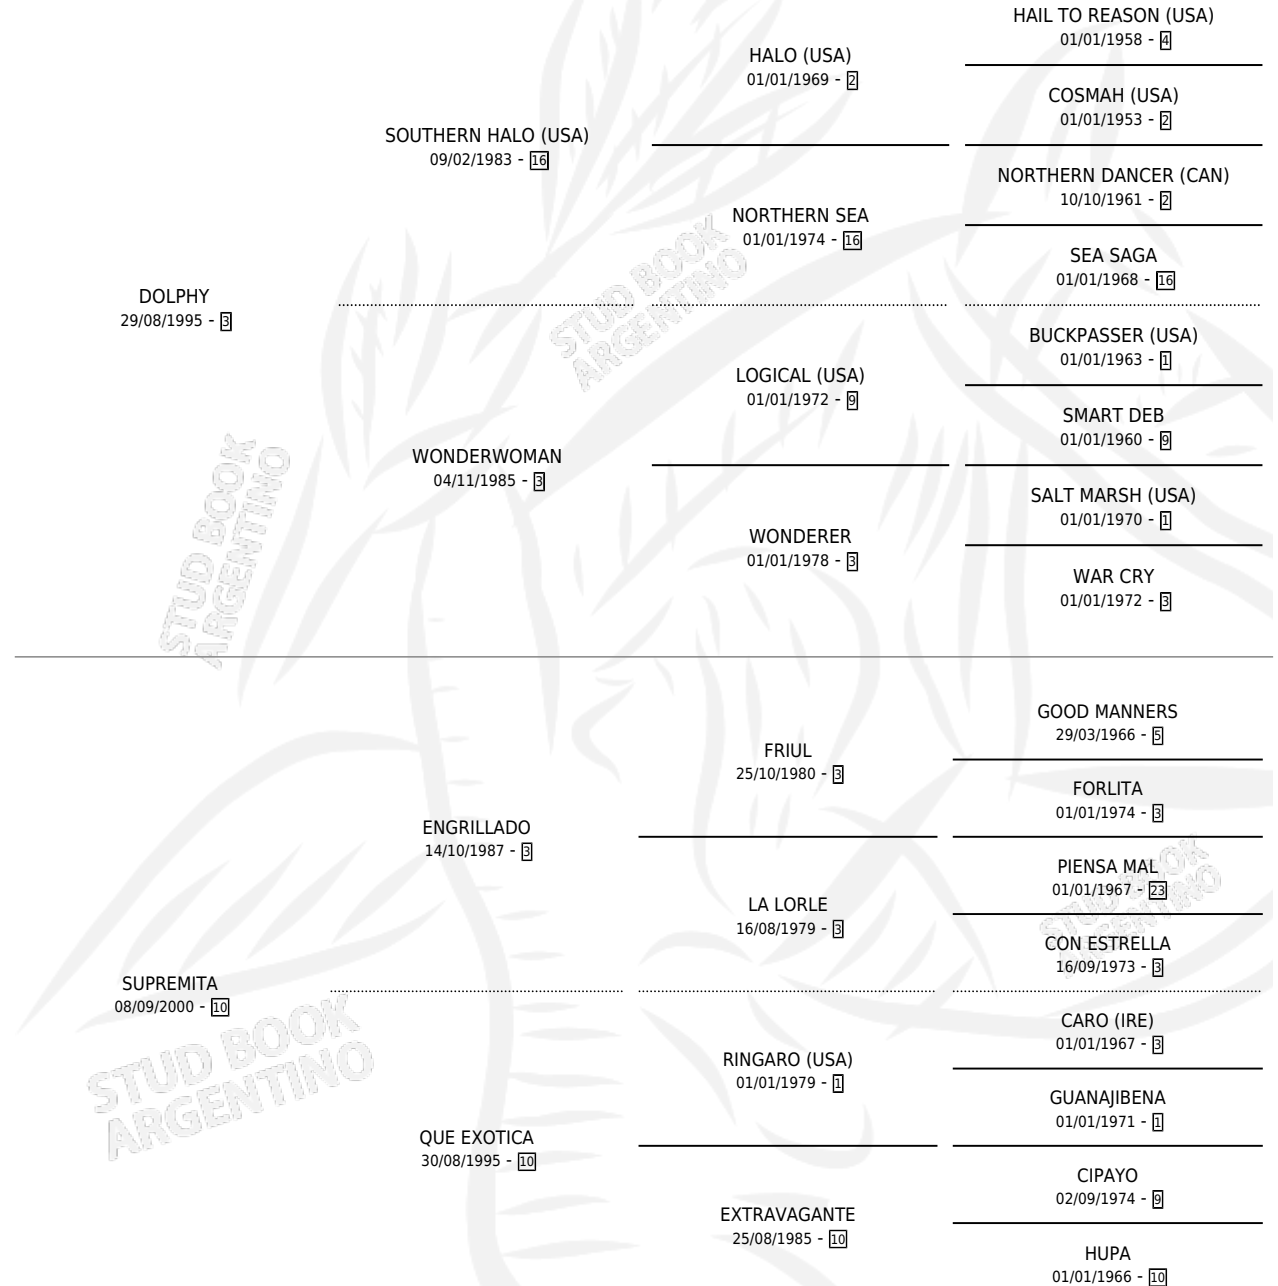 HAIL TO REASON (USA)
01/01/1958 - 4
HALO (USA)
01/01/1969 - 2
COSMAH (USA)
01/01/1953 - 2
SOUTHERN HALO (USA)
09/02/1983 - 16
NORTHERN DANCER (CAN)
10/10/1961 - 2
NORTHERN SEA
01/01/1974 - 16
SEA SAGA
01/01/1968 - 16
DOLPHY
29/08/1995 - 3
STUD BOOK
ARGENTINO
BUCKPASSER (USA)
01/01/1963 - 1
LOGICAL (USA)
01/01/1972 - 9
SMART DEB
01/01/1960 - 9
WONDERWOMAN
04/11/1985 - 3
SALT MARSH (USA)
01/01/1970 - 1
WONDERER
01/01/1978 - 3
WAR CRY
01/01/1972 - 3
STUD BOOK
ARGENTINO
GOOD MANNERS
29/03/1966 - 5
FRIUL
25/10/1980 - 3
FORLITA
01/01/1974 - 3
ENGRILLADO
14/10/1987 - 3
PIENSA MAL
01/01/1967 - 23
LA LORLE
16/08/1979 - 3
CON ESTRELLA
16/09/1973 - 3
STUD BOOK
ARGENTINO
SUPREMITA
08/09/2000 - 10
CARO (IRE)
01/01/1967 - 3
RINGARO (USA)
01/01/1979 - 1
GUANAJIBENA
01/01/1971 - 1
STUD BOOK
ARGENTINO
QUE EXOTICA
30/08/1995 - 10
CIPAYO
02/09/1974 - 9
EXTRAVAGANTE
25/08/1985 - 10
HUPA
01/01/1966 - 10